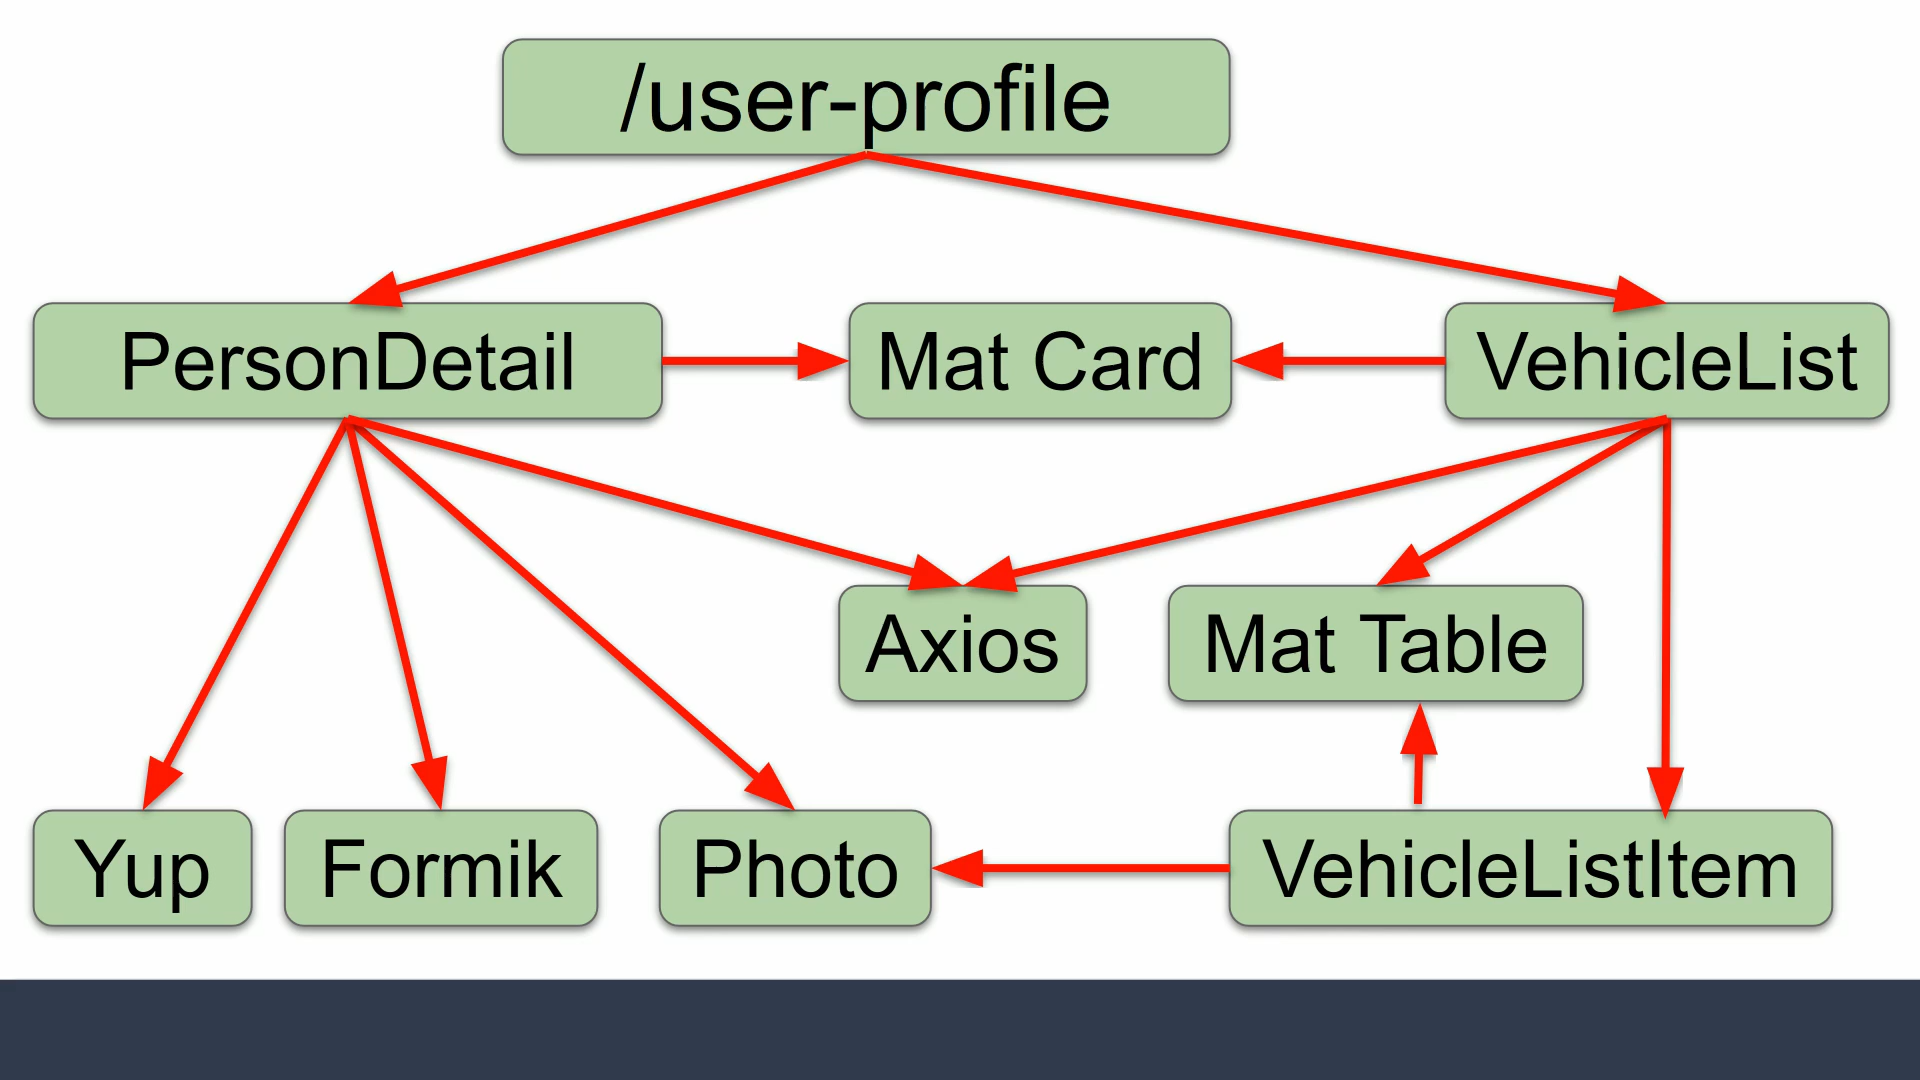 /user-profile
PersonDetail
Mat Card
VehicleList
Axios
Mat Table
Yup
Formik
Photo
VehicleListItem